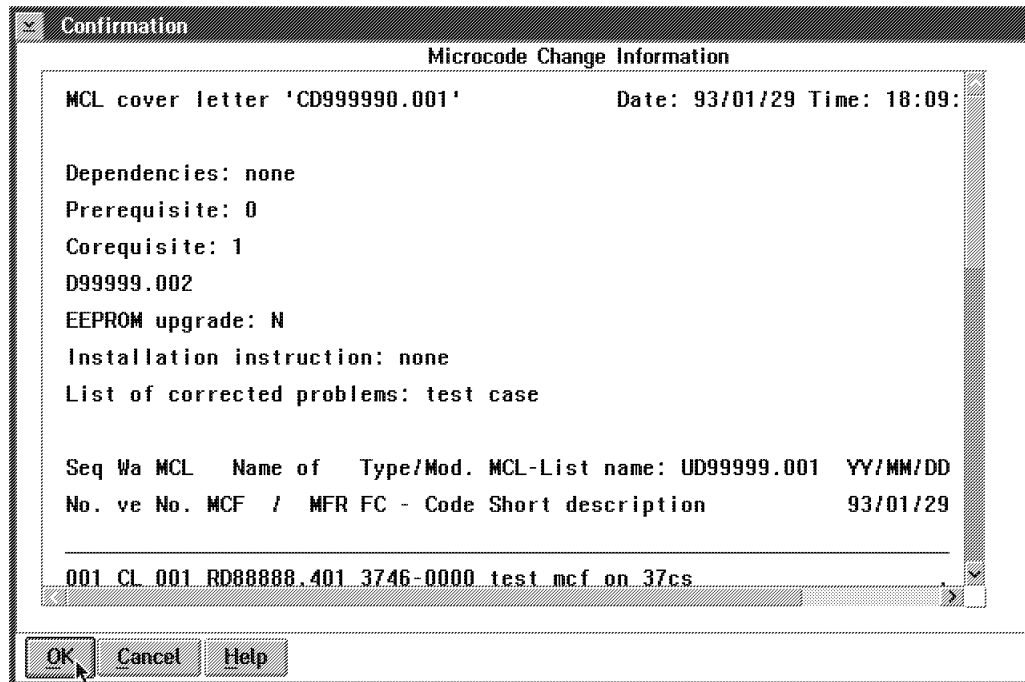 Confirmation
Microcode Change Information
MCL cover letter 'CD999990.001' Date: 93/01/29 Time: 18:09:
Dependencies: none
Prerequisite: 0
Corequisite: 1
D99999.002
EEPROM upgrade: N
Installation instruction: none
List of corrected problems: test case
Seq Wa MCL Name of Type/Mod. MCL-List name: UD99999.001 YY/MM/DD
No. ve No. MCF / MFR FC - Code Short description 93/01/29
001 CL 001 RD88888.401 3746-0000 test mcf on 37cs .
OK Cancel Help